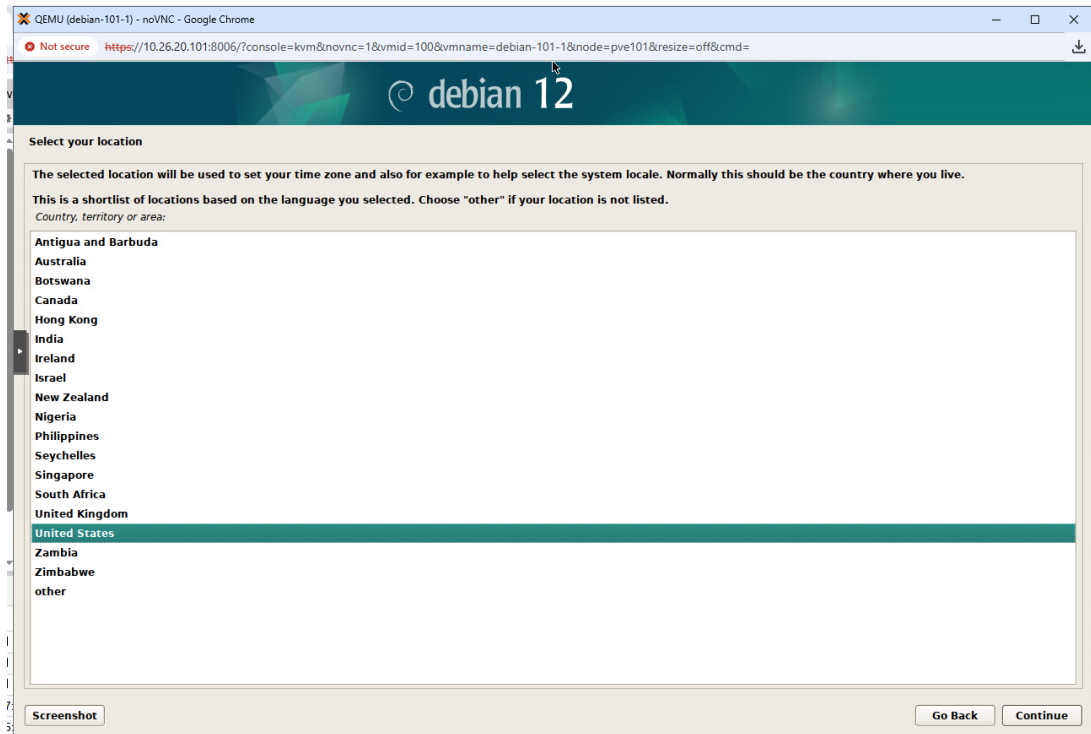 QEMU (debian-101-1) - noVNC - Google Chrome
Not secure https://10.26.20.101:8006/?console=kvm&novnc=1&vmid=100&vmname=debian-101-1&node=pve101&resize=off&cmd=
debian 12
Select your location
The selected location will be used to set your time zone and also for example to help select the system locale. Normally this should be the country where you live.
This is a shortlist of locations based on the language you selected. Choose "other" if your location is not listed.
Country, territory or area:
Antigua and Barbuda
Australia
Botswana
Canada
Hong Kong
India
Ireland
Israel
New Zealand
Nigeria
Philippines
Seychelles
Singapore
South Africa
United Kingdom
United States
Zambia
Zimbabwe
other
Screenshot Go Back Continue